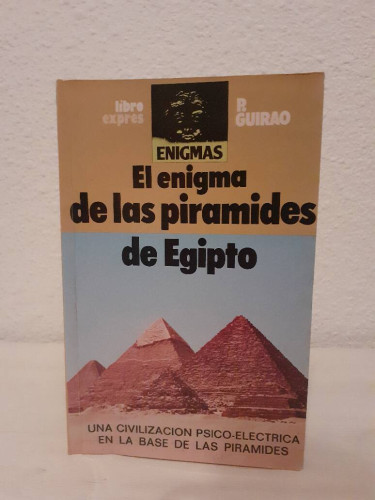 libro
expres
P.
GUIRAO
ENIGMAS
El enigma
de las piramides
de Egipto
UNA CIVILIZACION PSICO-ELECTRICA
EN LA BASE DE LAS PIRAMIDES